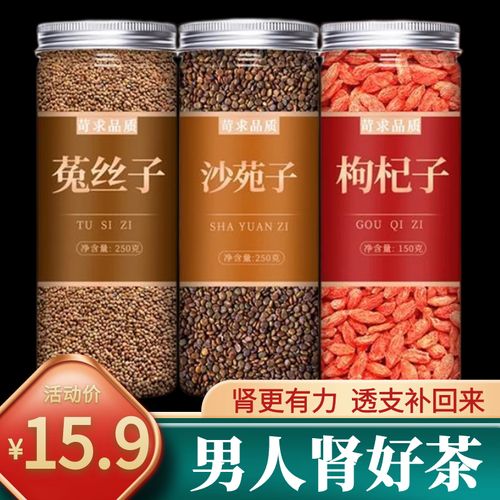 苛求品质
菟丝子
TU SI ZI
净含量：250克
苛求品质
沙苑子
SHA YUAN ZI
净含量：250克
苛求品质
枸杞子
GOU QI ZI
净含量：150克
活动价
¥15.9
肾更有力 透支补回来
男人肾好茶